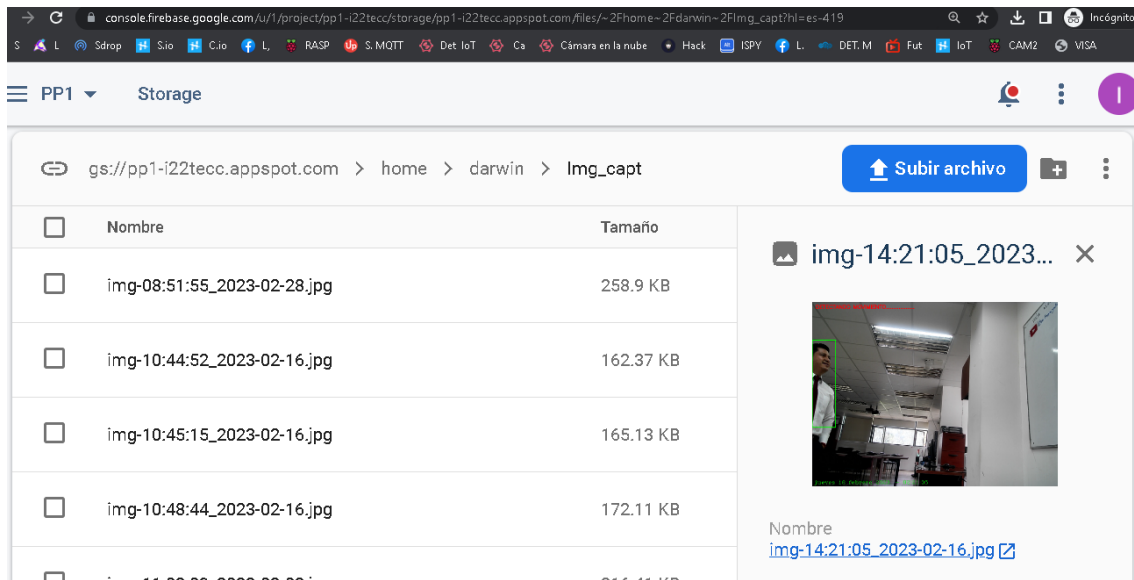 console.firebase.google.com/u/1/project/pp1-i22tecc/storage/pp1-i22tecc.appspot.com/files/~2Fhome~2Fdarwin~2FImg_capt?hl=es-419 Incógnito
S L Sdrop S.io C.io L, RASP S. MQTT Det IoT Ca Cámara en la nube Hack ISPY L. DET. M Fut IoT CAM2 VISA
PP1 Storage I
gs://pp1-i22tecc.appspot.com > home > darwin > Img_capt Subir archivo
Nombre Tamaño
img-14:21:05_2023...
img-08:51:55_2023-02-28.jpg 258.9 KB
img-10:44:52_2023-02-16.jpg 162.37 KB
img-10:45:15_2023-02-16.jpg 165.13 KB
img-10:48:44_2023-02-16.jpg 172.11 KB
Nombre
img-14:21:05_2023-02-16.jpg